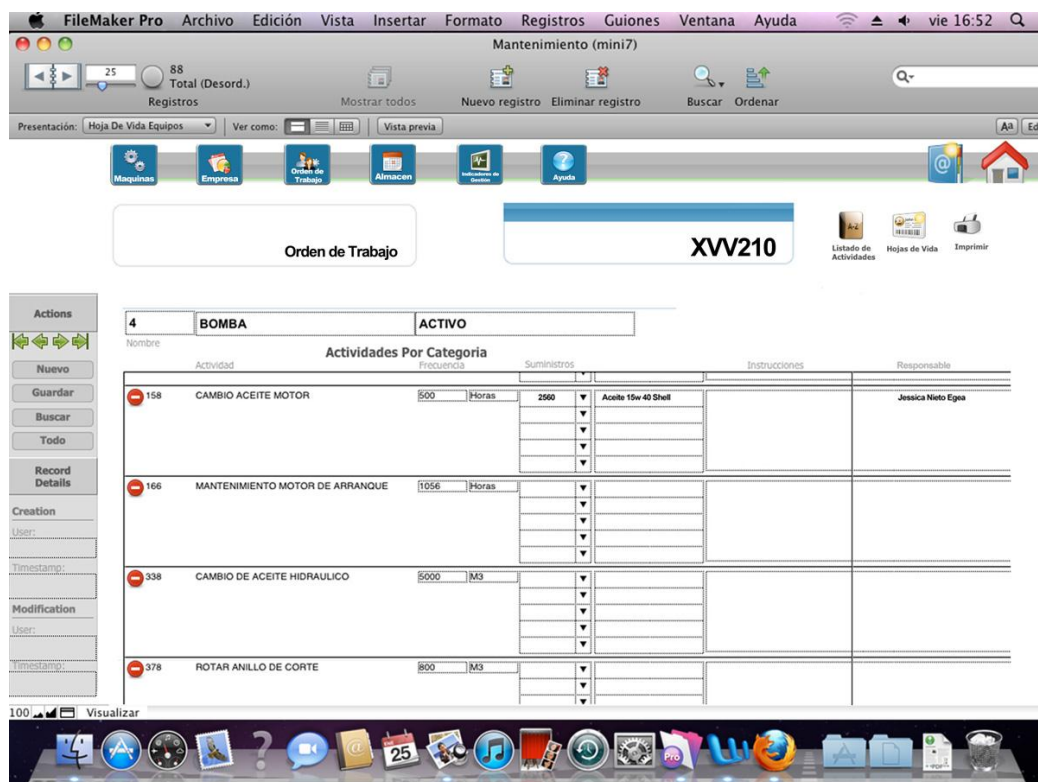 FileMaker Pro Archivo Edición Vista Insertar Formato Registros Guiones Ventana Ayuda vie 16:52
Mantenimiento (mini7)
25 88
Total (Desord.)
Registros Mostrar todos Nuevo registro Eliminar registro Buscar Ordenar
Presentación: Hoja De Vida Equipos Ver como: Vista previa Aa Ed
Maquinas Empresa Orden de Trabajo Almacen Indicadores de Gestión Ayuda
Orden de Trabajo XVV210
Listado de Actividades Hojas de Vida Imprimir
Actions
4 BOMBA ACTIVO
Nombre
Actividades Por Categoria
Actividad Frecuencia Suministros Instrucciones Responsable
Nuevo
Guardar
Buscar
Todo
Record Details
Creation
User:
Timestamp:
Modification
User:
Timestamp:
158 CAMBIO ACEITE MOTOR 500 Horas 2560 Aceite 15w 40 Shell Jessica Nieto Egea
166 MANTENIMIENTO MOTOR DE ARRANQUE 1056 Horas
338 CAMBIO DE ACEITE HIDRAULICO 5000 M3
378 ROTAR ANILLO DE CORTE 800 M3
100 Visualizar
25
Pro